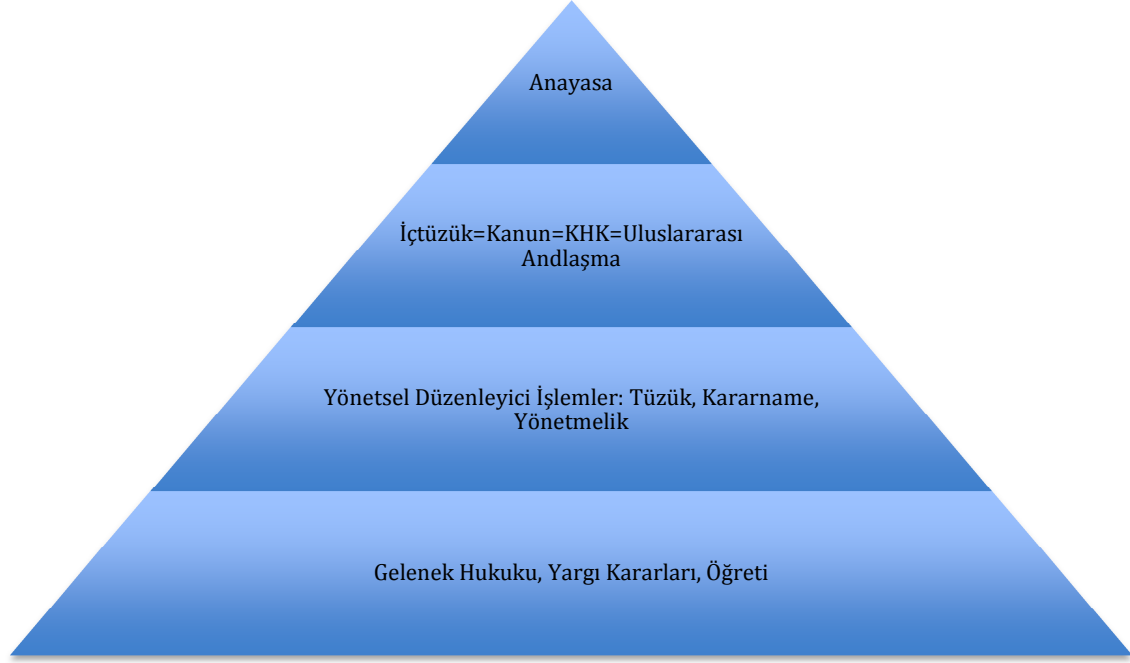 Anayasa
İçtüzük=Kanun=KHK=Uluslararası
Andlaşma
Yönetsel Düzenleyici İşlemler: Tüzük, Kararname,
Yönetmelik
Gelenek Hukuku, Yargı Kararları, Öğreti